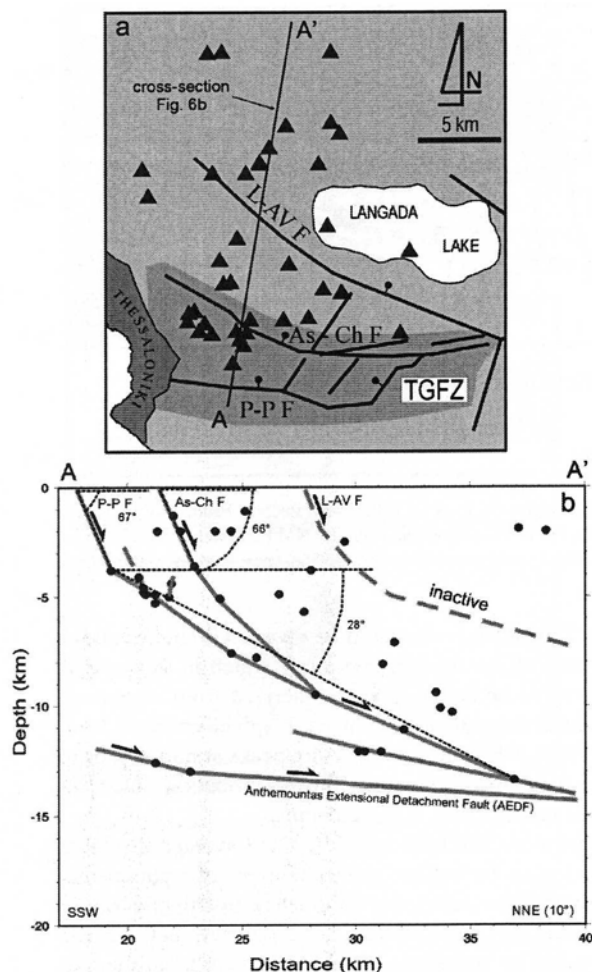 a
A'
cross-section
Fig. 6b
N
5 km
L-AV F
LANGADA
LAKE
THESSALONIKI
As - Ch F
TGFZ
P-P F
A
A
A'
0
P-P F
As-Ch F
L-AV F
b
67°
66°
inactive
-5
28°
Depth (km)
-10
Anthemountas Extensional Detachment Fault (AEDF)
-15
-20
SSW
NNE (10°)
20
25
30
35
40
Distance (km)